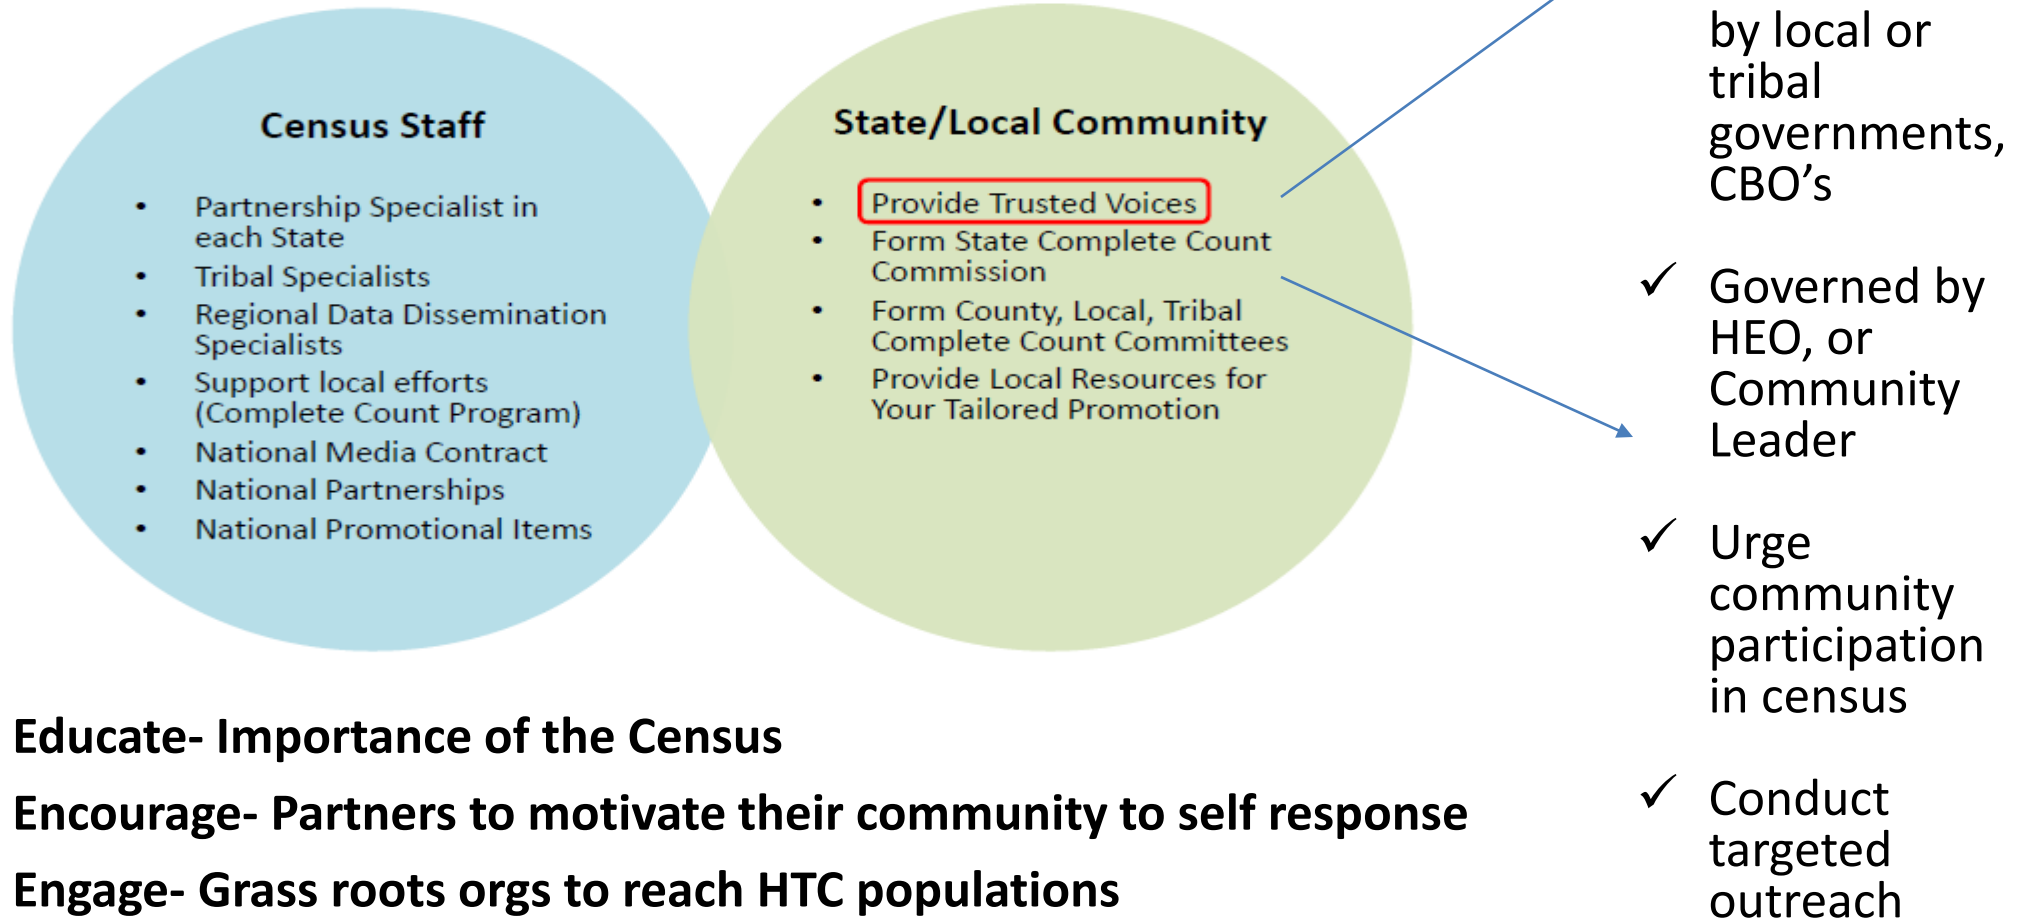 Census Staff
• Partnership Specialist in
each State
• Tribal Specialists
• Regional Data Dissemination
Specialists
• Support local efforts
(Complete Count Program)
• National Media Contract
• National Partnerships
• National Promotional Items
State/Local Community
• Provide Trusted Voices
• Form State Complete Count
Commission
• Form County, Local, Tribal
Complete Count Committees
• Provide Local Resources for
Your Tailored Promotion
by local or
tribal
governments,
CBO’s
✓ Governed by
HEO, or
Community
Leader
✓ Urge
community
participation
in census
✓ Conduct
targeted
outreach
Educate- Importance of the Census
Encourage- Partners to motivate their community to self response
Engage- Grass roots orgs to reach HTC populations